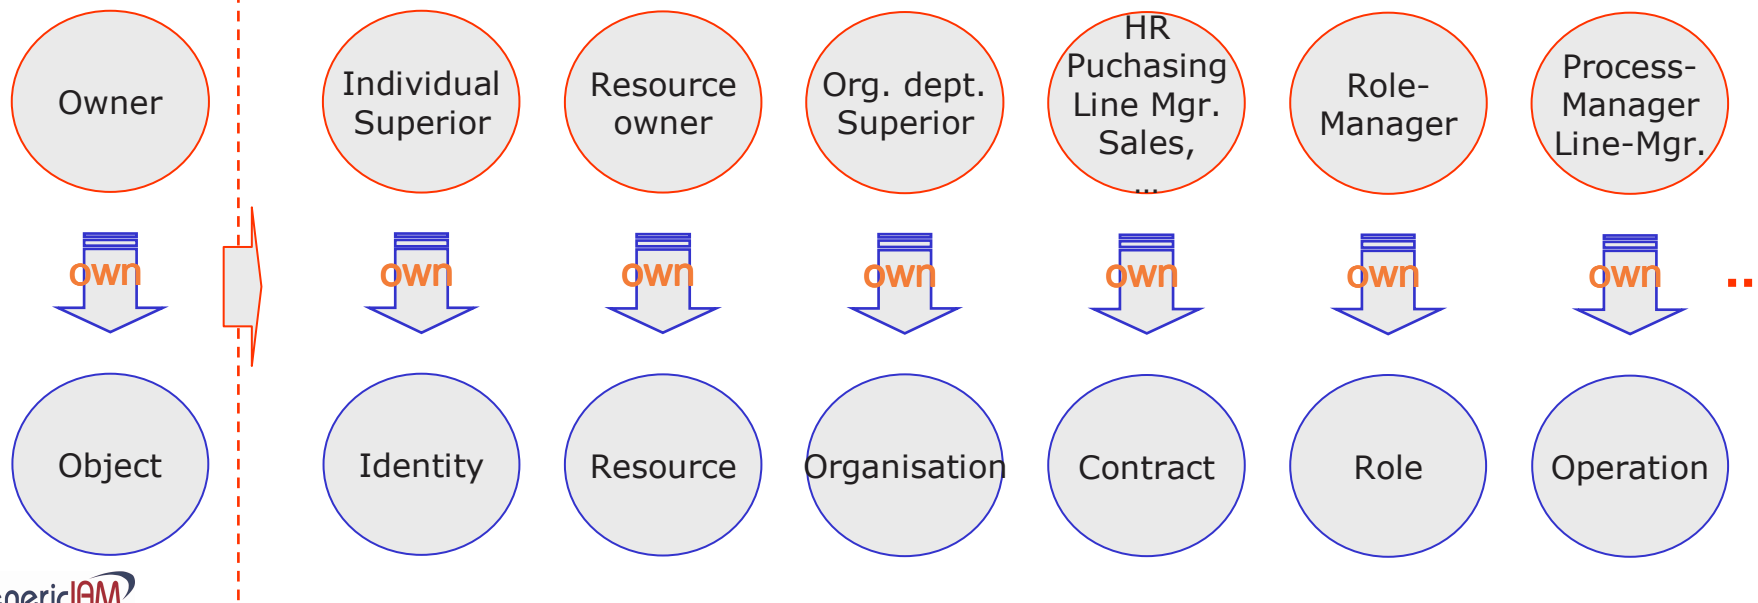 Owner
Individual
Superior
Resource
owner
Org. dept.
Superior
HR
Puchasing
Line Mgr.
Sales,
...
Role-
Manager
Process-
Manager
Line-Mgr.
own
own
own
own
own
own
own
..
Object
Identity
Resource
Organisation
Contract
Role
Operation
enericIAM